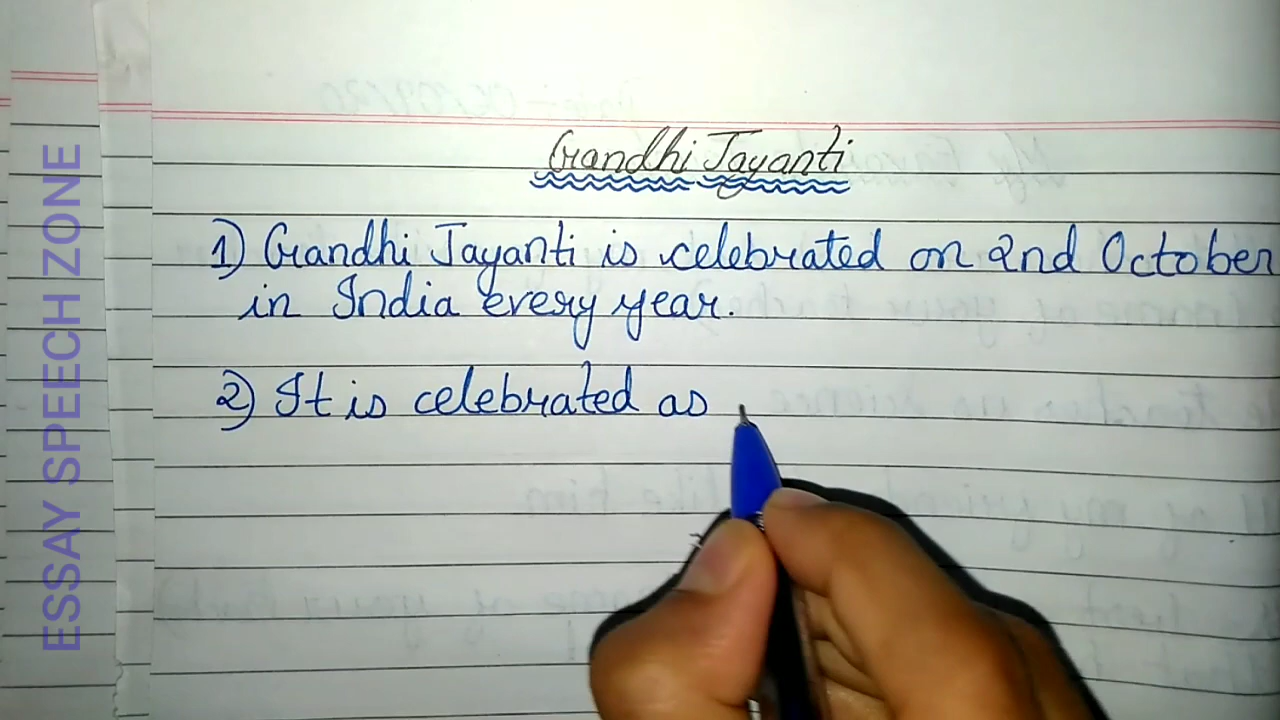 ESSAY SPEECH ZONE
Gandhi Jayanti
1) Gandhi Jayanti is celebrated on 2nd October
in India every year.
2) It is celebrated as